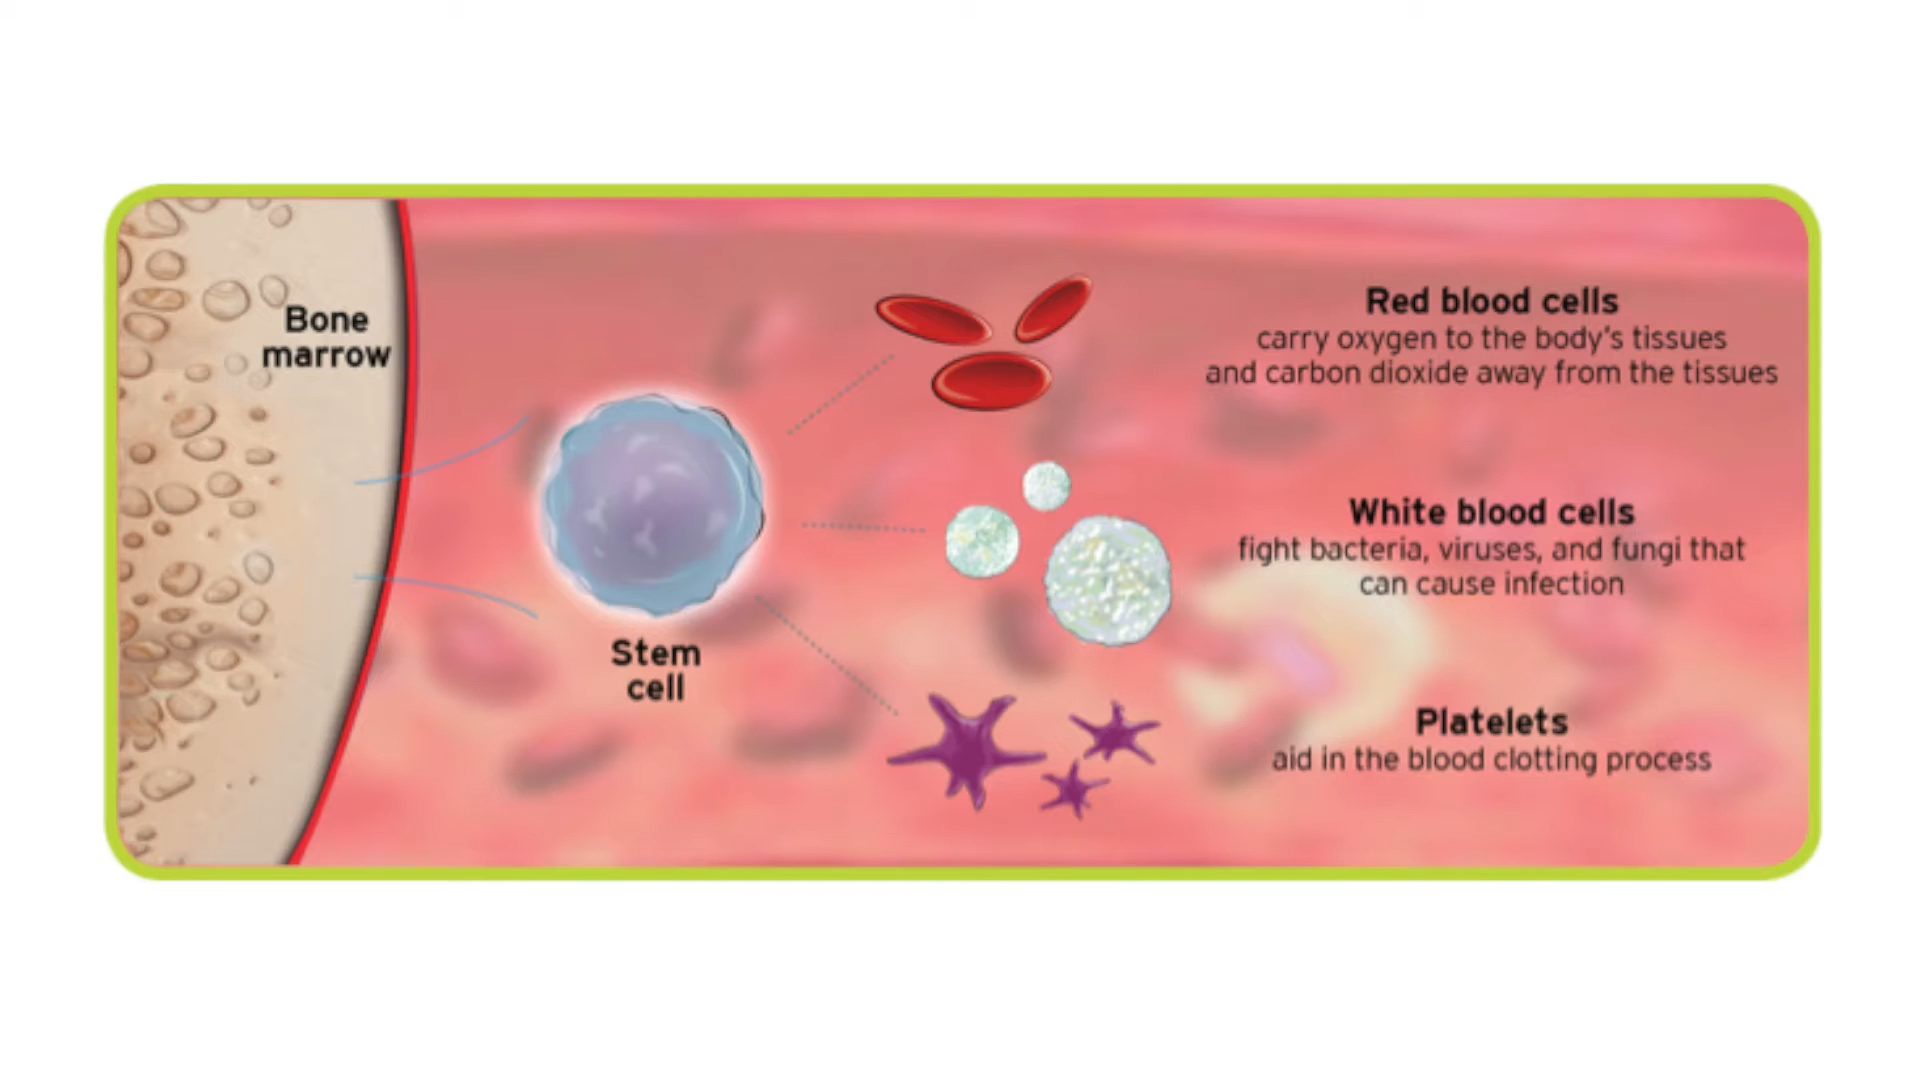 Bone
marrow
Stem
cell
Red blood cells
carry oxygen to the body's tissues
and carbon dioxide away from the tissues
White blood cells
fight bacteria, viruses, and fungi that
can cause infection
Platelets
aid in the blood clotting process